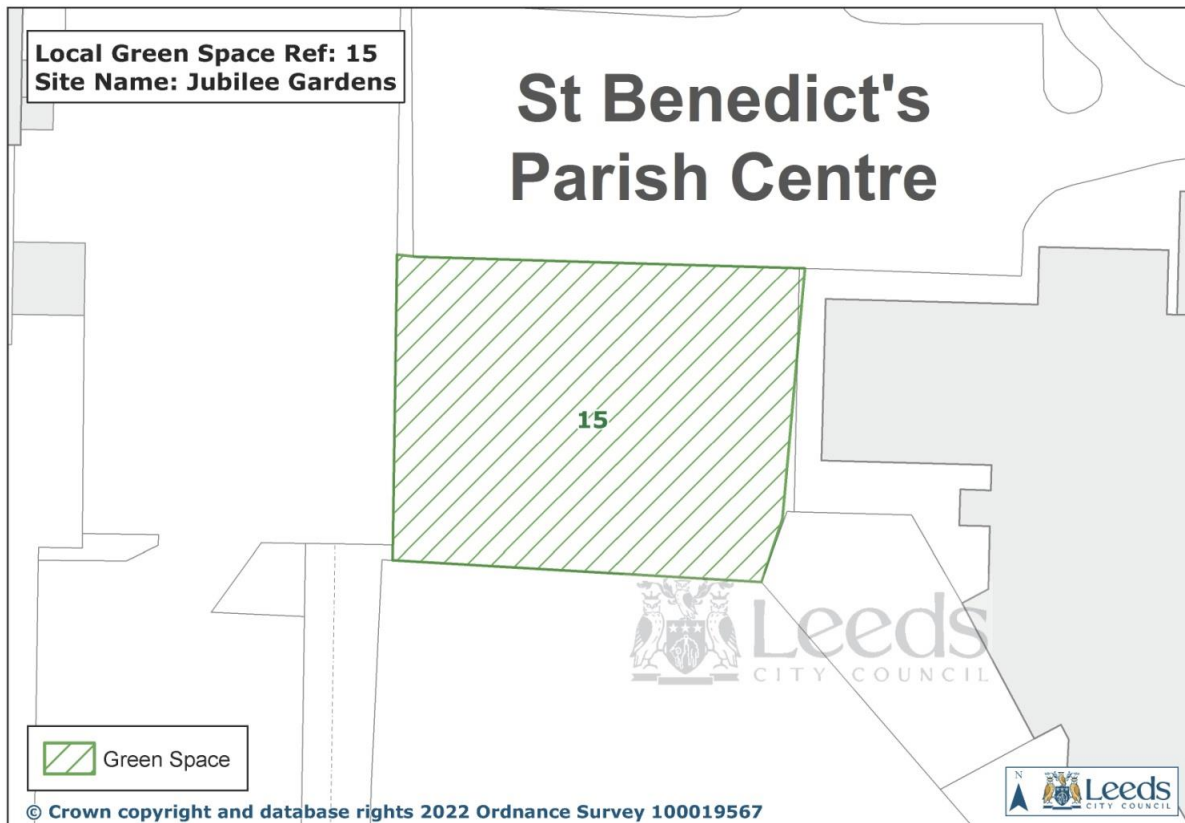 Local Green Space Ref: 15
Site Name: Jubilee Gardens
St Benedict's
Parish Centre
15
Leeds
CITY COUNCIL
Green Space
N
Leeds
CITY COUNCIL
© Crown copyright and database rights 2022 Ordnance Survey 100019567